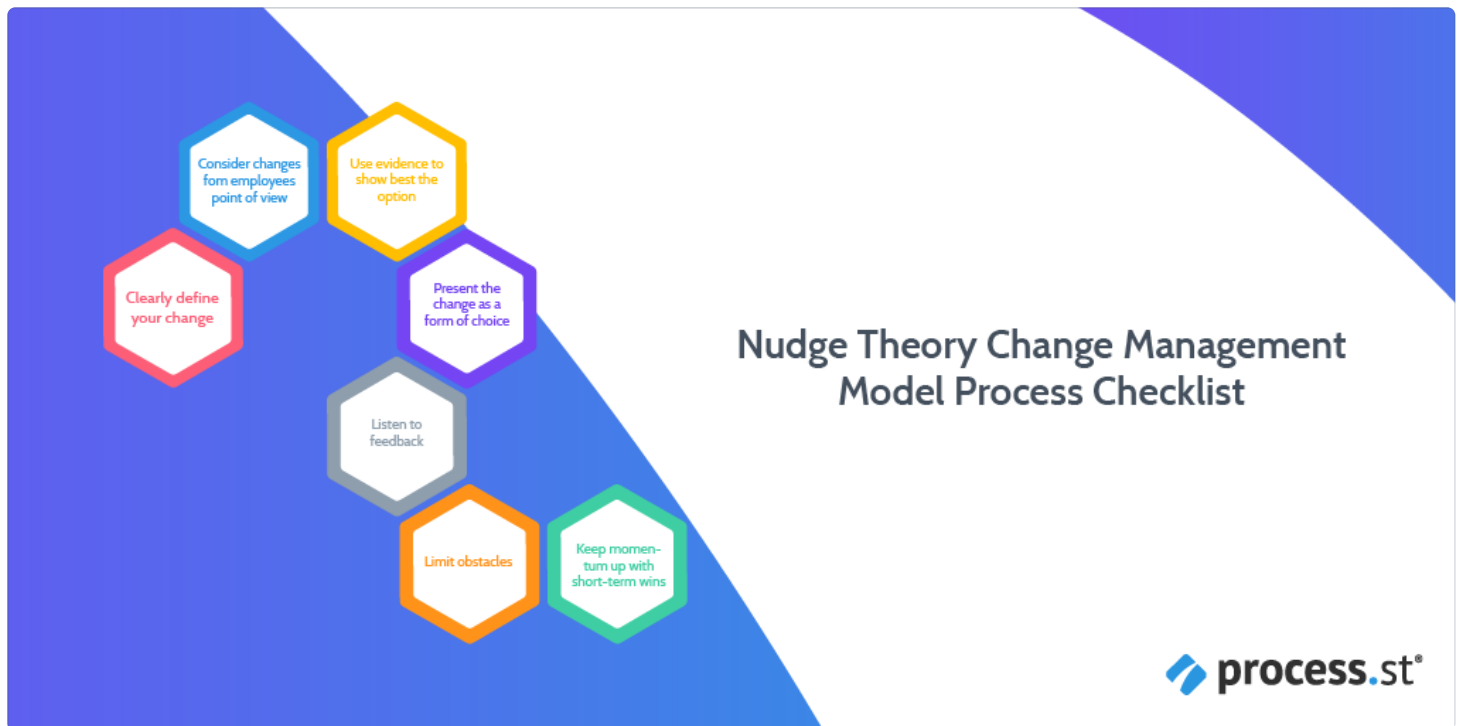 Consider changes
fom employees
point of view
Use evidence to
show best the
option
Clearly define
your change
Present the
change as a
form of choice
Listen to
feedback
Limit obstacles
Keep momen-
tum up with
short-term wins
Nudge Theory Change Management
Model Process Checklist
process.st®